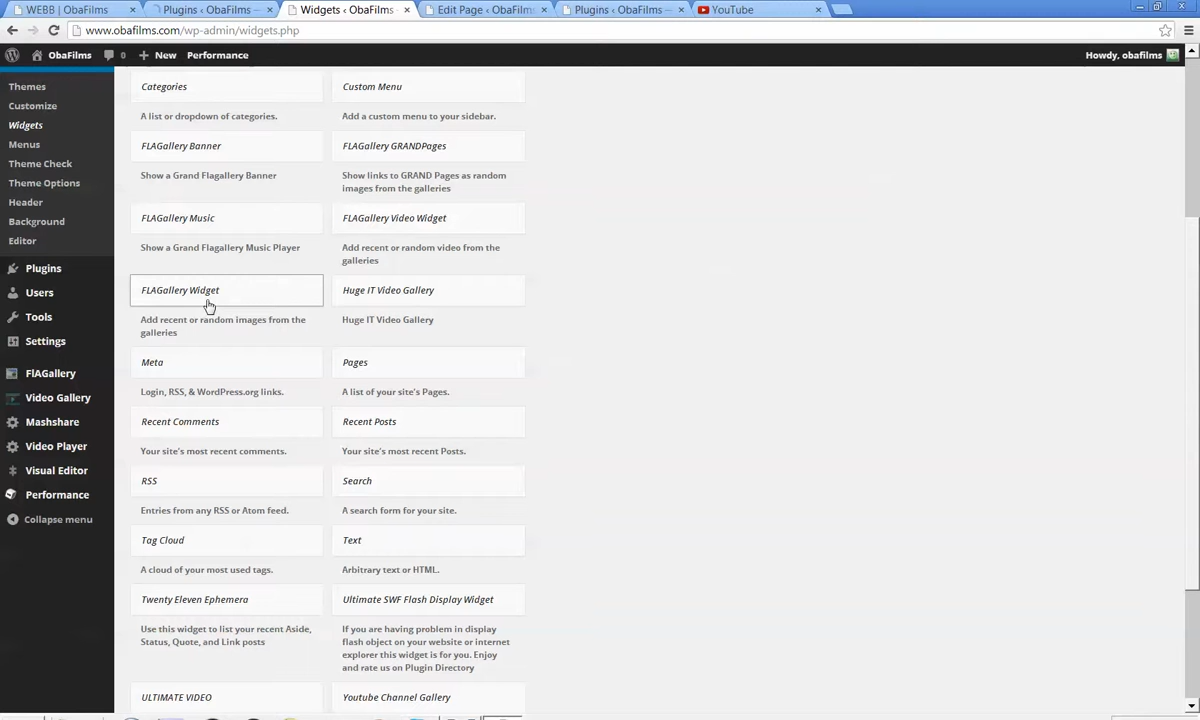 WEBB | ObaFilms
Plugins ‹ ObaFilms —
Widgets ‹ ObaFilms —
Edit Page ‹ ObaFilms —
Plugins ‹ ObaFilms —
YouTube
www.obafilms.com/wp-admin/widgets.php
ObaFilms 0 + New Performance Howdy, obafilms
Themes
Customize
Widgets
Menus
Theme Check
Theme Options
Header
Background
Editor
Plugins
Users
Tools
Settings
FlAGallery
Video Gallery
Mashshare
Video Player
Visual Editor
Performance
Collapse menu
Categories
A list or dropdown of categories.
Custom Menu
Add a custom menu to your sidebar.
FLAGallery Banner
Show a Grand Flagallery Banner
FLAGallery GRANDPages
Show links to GRAND Pages as random
images from the galleries
FLAGallery Music
Show a Grand Flagallery Music Player
FLAGallery Video Widget
Add recent or random video from the
galleries
FLAGallery Widget
Add recent or random images from the
galleries
Huge IT Video Gallery
Huge IT Video Gallery
Meta
Login, RSS, & WordPress.org links.
Pages
A list of your site's Pages.
Recent Comments
Your site's most recent comments.
Recent Posts
Your site's most recent Posts.
RSS
Entries from any RSS or Atom feed.
Search
A search form for your site.
Tag Cloud
A cloud of your most used tags.
Text
Arbitrary text or HTML.
Twenty Eleven Ephemera
Use this widget to list your recent Aside,
Status, Quote, and Link posts
Ultimate SWF Flash Display Widget
If you are having problem in display
flash object on your website or internet
explorer this widget is for you. Enjoy
and rate us on Plugin Directory
ULTIMATE VIDEO
Youtube Channel Gallery